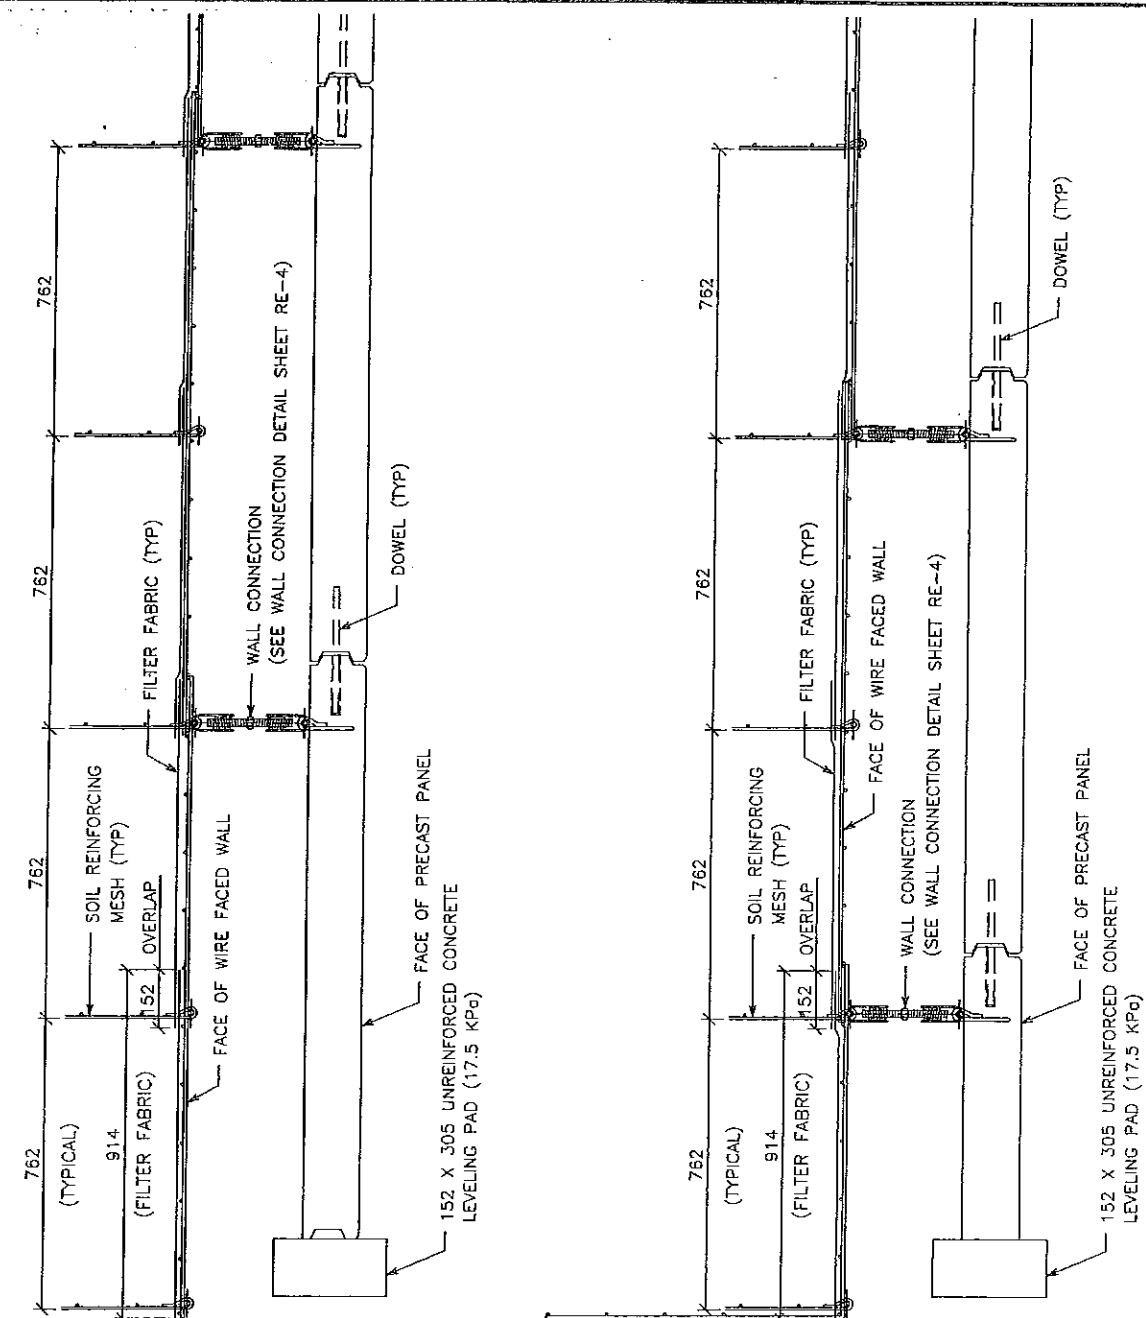 762
762
762
762
(TYPICAL)
914
(FILTER FABRIC)
152
OVERLAP
SOIL REINFORCING
MESH (TYP)
FILTER FABRIC (TYP)
FACE OF WIRE FACED WALL
WALL CONNECTION
(SEE WALL CONNECTION DETAIL SHEET RE-4)
DOWEL (TYP)
FACE OF PRECAST PANEL
152 X 305 UNREINFORCED CONCRETE
LEVELING PAD (17.5 KPa)
762
762
762
762
(TYPICAL)
914
(FILTER FABRIC)
152
OVERLAP
SOIL REINFORCING
MESH (TYP)
FILTER FABRIC (TYP)
FACE OF WIRE FACED WALL
WALL CONNECTION
(SEE WALL CONNECTION DETAIL SHEET RE-4)
DOWEL (TYP)
FACE OF PRECAST PANEL
152 X 305 UNREINFORCED CONCRETE
LEVELING PAD (17.5 KPa)